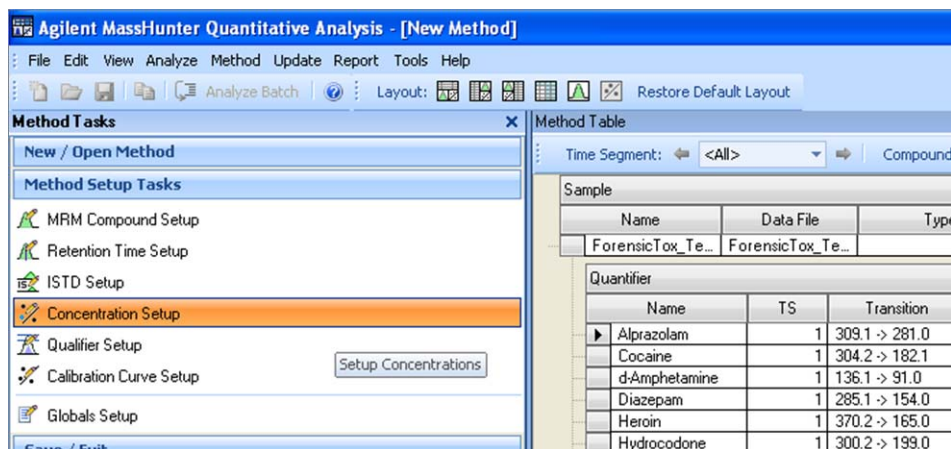 Agilent MassHunter Quantitative Analysis - [New Method]
File Edit View Analyze Method Update Report Tools Help
Analyze Batch Layout: Restore Default Layout
Method Tasks
New / Open Method
Method Setup Tasks
MRM Compound Setup
Retention Time Setup
ISTD Setup
Concentration Setup
Qualifier Setup
Setup Concentrations
Calibration Curve Setup
Globals Setup
Save / Exit
Method Table
Time Segment: <All> Compound
Sample
Name Data File Type
ForensicTox_Te... ForensicTox_Te...
Quantifier
Name TS Transition
Alprazolam 1 309.1 -> 281.0
Cocaine 1 304.2 -> 182.1
d-Amphetamine 1 136.1 -> 91.0
Diazepam 1 285.1 -> 154.0
Heroin 1 370.2 -> 165.0
Hydrocodone 1 300.2 -> 199.0